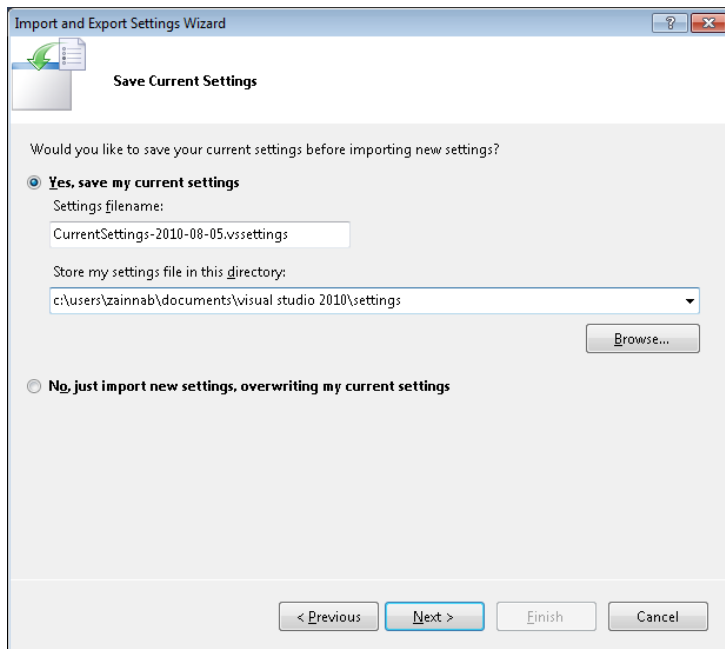 Import and Export Settings Wizard
Save Current Settings
Would you like to save your current settings before importing new settings?
Yes, save my current settings
Settings filename:
CurrentSettings-2010-08-05.vssettings
Store my settings file in this directory:
c:\users\zainnab\documents\visual studio 2010\settings
Browse...
No, just import new settings, overwriting my current settings
< Previous Next > Finish Cancel